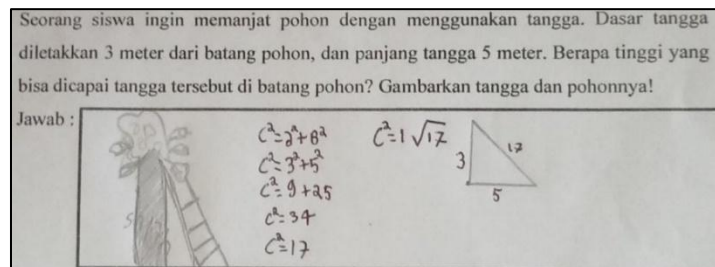 Seorang siswa ingin memanjat pohon dengan menggunakan tangga. Dasar tangga
diletakkan 3 meter dari batang pohon, dan panjang tangga 5 meter. Berapa tinggi yang
bisa dicapai tangga tersebut di batang pohon? Gambarkan tangga dan pohonnya!
Jawab :
5
C²=2²+B²
C²=3²+5²
C²=9+25
C²=34
C²=17
C²=1√17
3
17
5